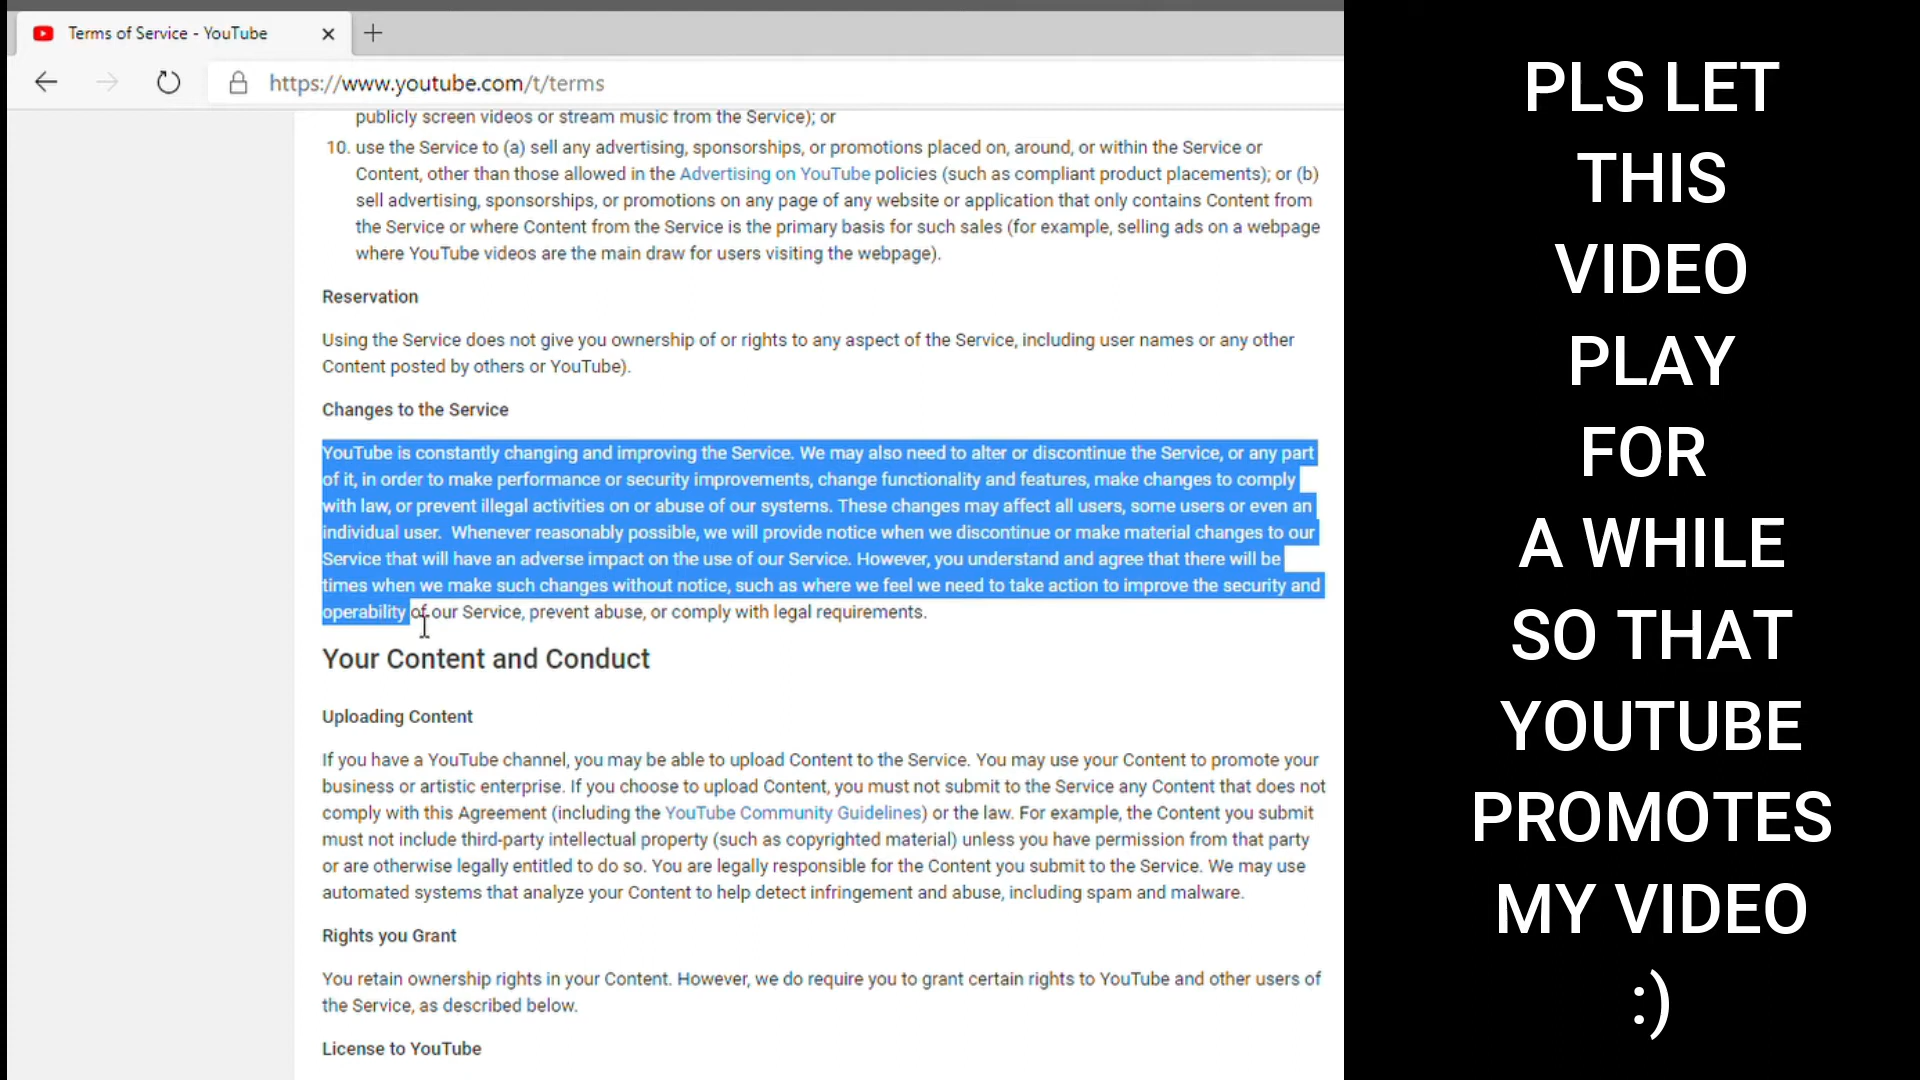 Terms of Service - YouTube
https://www.youtube.com/t/terms
publicly screen videos or stream music from the Service); or
10. use the Service to (a) sell any advertising, sponsorships, or promotions placed on, around, or within the Service or
Content, other than those allowed in the Advertising on YouTube policies (such as compliant product placements); or (b)
sell advertising, sponsorships, or promotions on any page of any website or application that only contains Content from
the Service or where Content from the Service is the primary basis for such sales (for example, selling ads on a webpage
where YouTube videos are the main draw for users visiting the webpage).
Reservation
Using the Service does not give you ownership of or rights to any aspect of the Service, including user names or any other
Content posted by others or YouTube).
Changes to the Service
YouTube is constantly changing and improving the Service. We may also need to alter or discontinue the Service, or any part
of it, in order to make performance or security improvements, change functionality and features, make changes to comply
with law, or prevent illegal activities on or abuse of our systems. These changes may affect all users, some users or even an
individual user.  Whenever reasonably possible, we will provide notice when we discontinue or make material changes to our
Service that will have an adverse impact on the use of our Service. However, you understand and agree that there will be
times when we make such changes without notice, such as where we feel we need to take action to improve the security and
operability of our Service, prevent abuse, or comply with legal requirements.
Your Content and Conduct
Uploading Content
If you have a YouTube channel, you may be able to upload Content to the Service. You may use your Content to promote your
business or artistic enterprise. If you choose to upload Content, you must not submit to the Service any Content that does not
comply with this Agreement (including the YouTube Community Guidelines) or the law. For example, the Content you submit
must not include third-party intellectual property (such as copyrighted material) unless you have permission from that party
or are otherwise legally entitled to do so. You are legally responsible for the Content you submit to the Service. We may use
automated systems that analyze your Content to help detect infringement and abuse, including spam and malware.
Rights you Grant
You retain ownership rights in your Content. However, we do require you to grant certain rights to YouTube and other users of
the Service, as described below.
License to YouTube
PLS LET
THIS
VIDEO
PLAY
FOR
A WHILE
SO THAT
YOUTUBE
PROMOTES
MY VIDEO
:)